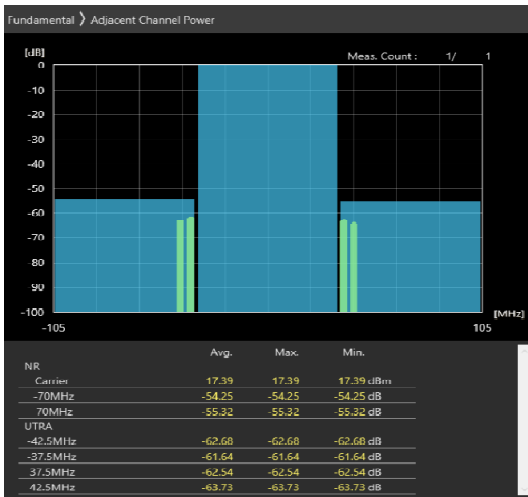 Fundamental 〉 Adjacent Channel Power
[dB] Meas. Count : 1/ 1
0
-10
-20
-30
-40
-50
-60
-70
-80
90
-100
[MHz]
-105 105
Avg. Max. Min.
NR
Carrier 17.39 17.39 17.39 dBm
-70MHz -54.25 -54.25 -54.25 dB
70MHz -55.32 -55.32 -55.32 dB
UTRA
-42.5MHz -62.68 -62.68 -62.68 dB
-37.5MHz -61.64 -61.64 -61.64 dB
37.5MHz -62.54 -62.54 -62.54 dB
42.5MHz -63.73 -63.73 -63.73 dB